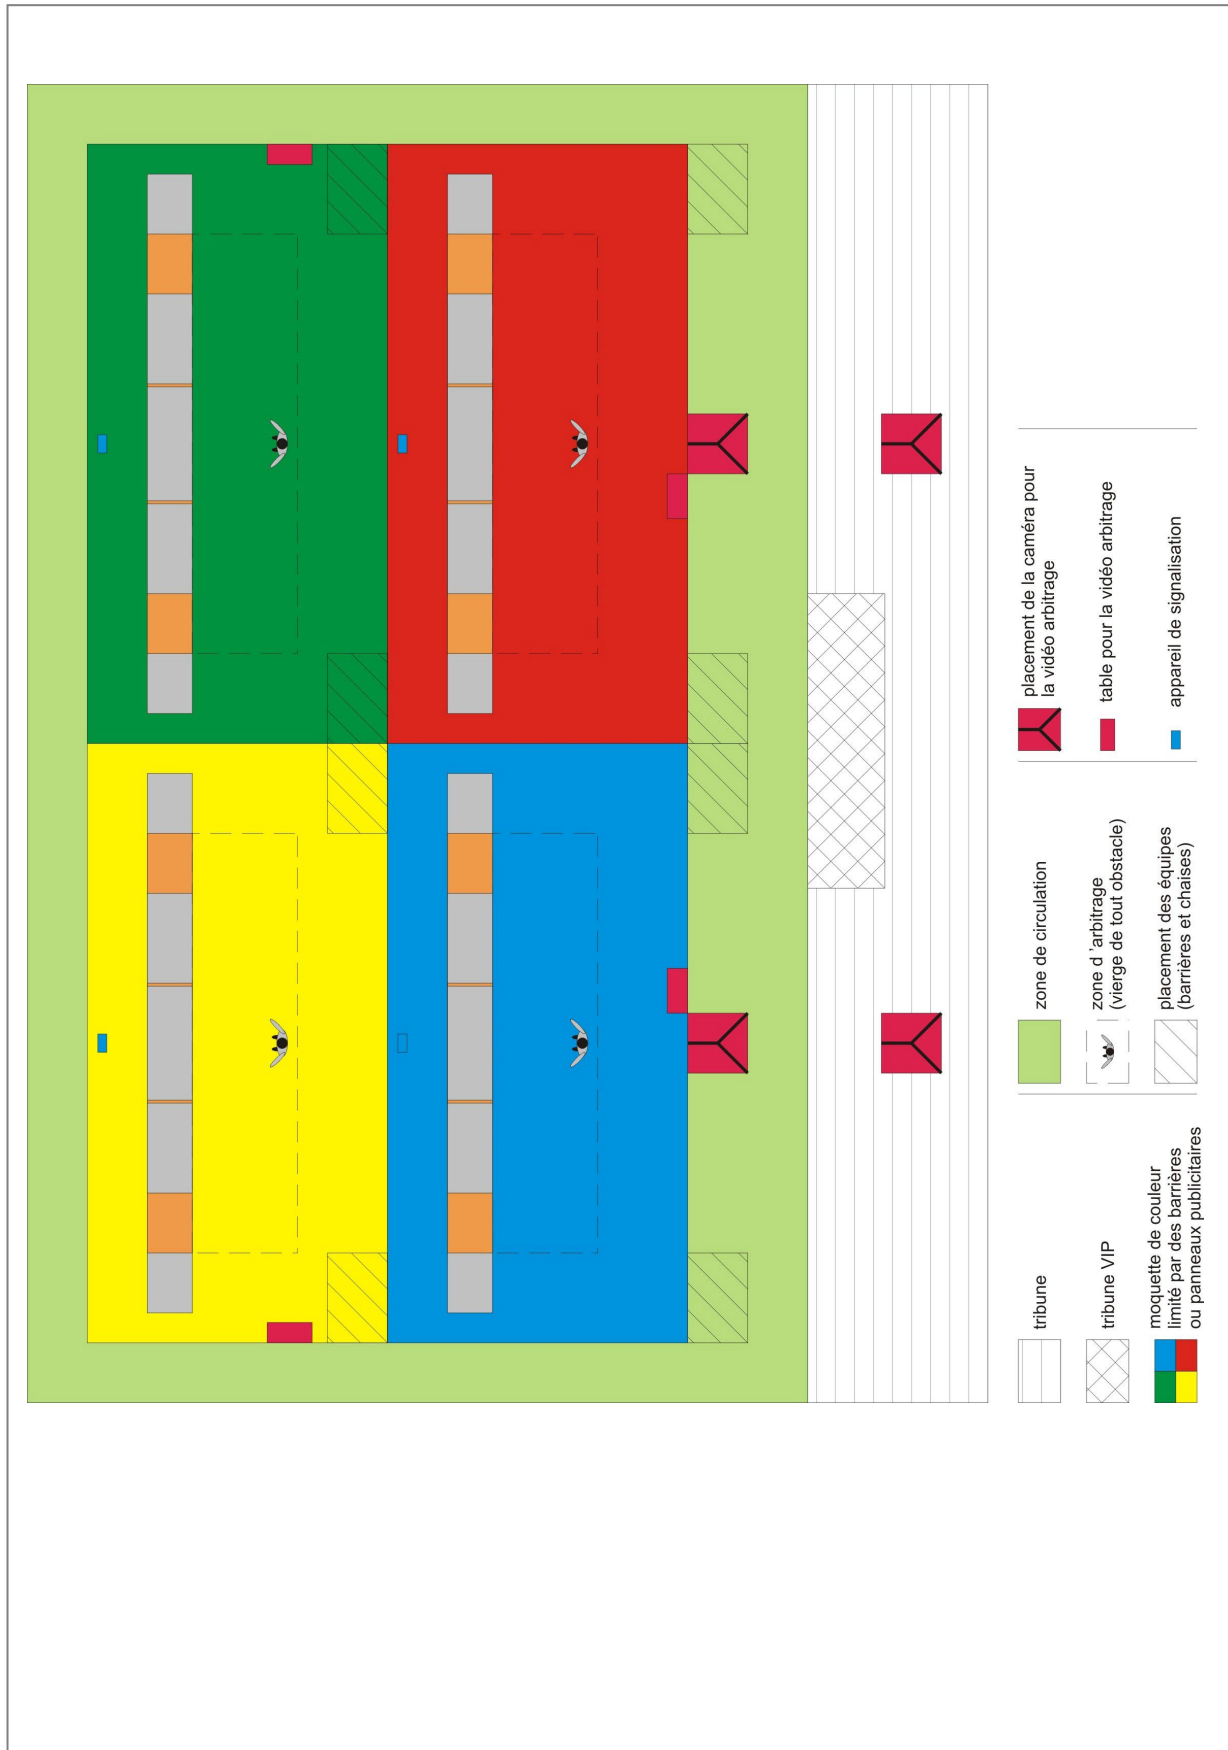 tribune
tribune VIP
moquette de couleur
limité par des barrières
ou panneaux publicitaires
zone de circulation
zone d 'arbitrage
(vierge de tout obstacle)
placement des équipes
(barrières et chaises)
placement de la caméra pour
la vidéo arbitrage
table pour la vidéo arbitrage
appareil de signalisation